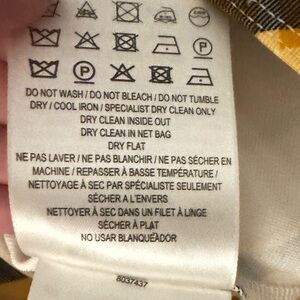 P
DO NOT WASH / DO NOT BLEACH / DO NOT TUMBLE
DRY / COOL IRON / SPECIALIST DRY CLEAN ONLY
DRY CLEAN INSIDE OUT
DRY CLEAN IN NET BAG
DRY FLAT
NE PAS LAVER / NE PAS BLANCHIR / NE PAS SÉCHER EN
MACHINE / REPASSER À BASSE TEMPÉRATURE /
NETTOYAGE À SEC PAR SPÉCIALISTE SEULEMENT
SÉCHER A L'ENVERS
NETTOYER À SEC DANS UN FILET À LINGE
SÉCHER À PLAT
NO USAR BLANQUEADOR
8037437